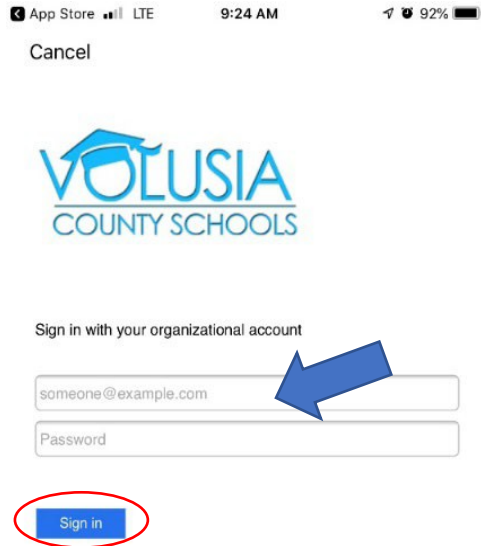 App Store LTE 9:24 AM 92%
Cancel
VOLUSIA
COUNTY SCHOOLS
Sign in with your organizational account
someone@example.com
Password
Sign in